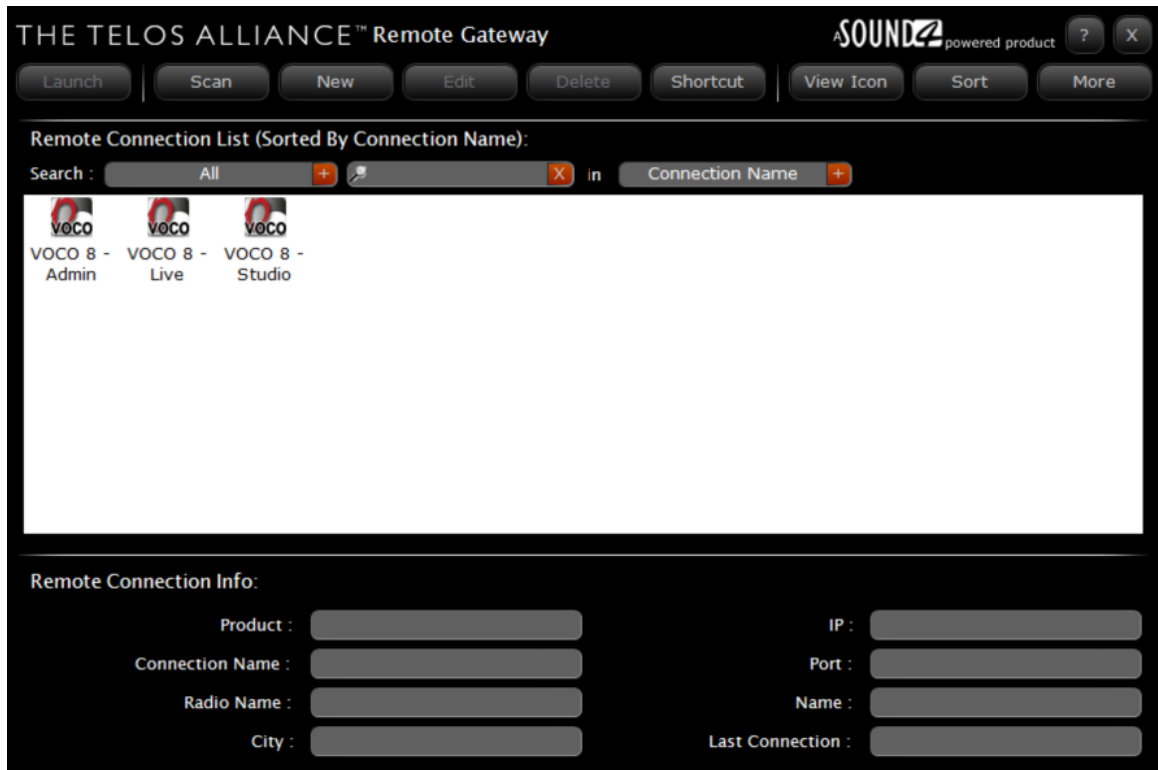 THE TELOS ALLIANCE™ Remote Gateway A SOUND4 powered product ? X
Launch Scan New Edit Delete Shortcut View Icon Sort More
Remote Connection List (Sorted By Connection Name):
Search : All + X in Connection Name +
VOCO VOCO VOCO
VOCO 8 - VOCO 8 - VOCO 8 -
Admin Live Studio
Remote Connection Info:
Product : IP :
Connection Name : Port :
Radio Name : Name :
City : Last Connection :